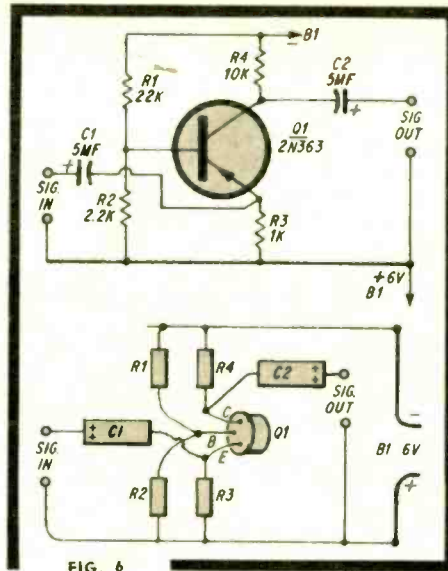 B1
−
R1
22K
R4
10K
C2
5MF
+
Q1
2N363
C1
5MF
+
SIG.
IN
R2
2.2K
R3
1K
SIG.
OUT
+6V
B1
R1
R4
C2
+
+
SIG.
OUT
C
B
E
Q1
+
+
C1
SIG.
IN
R2
R3
B1 6V
−
+
FIG. 6